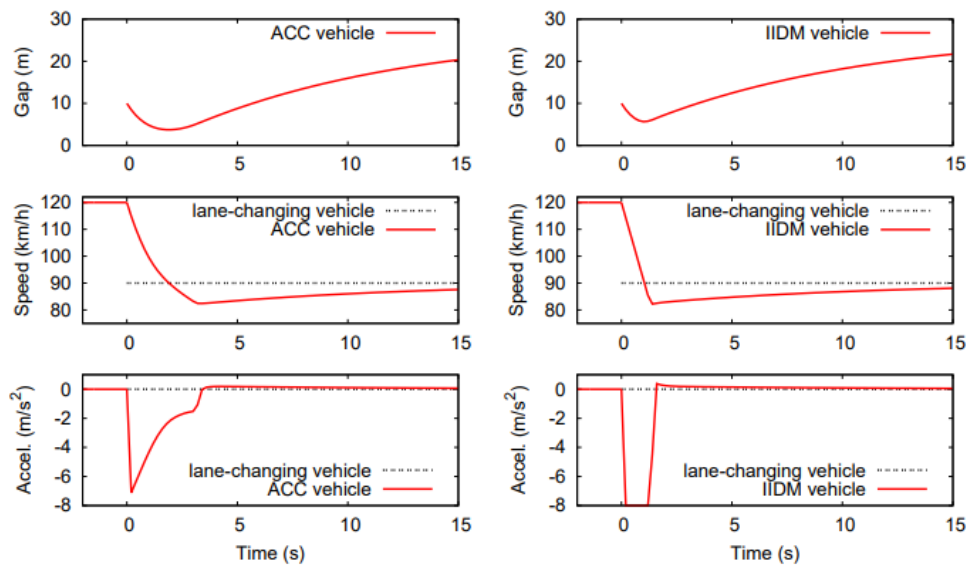 30
20
10
0
Gap (m)
ACC vehicle
0 5 10 15
30
20
10
0
Gap (m)
IIDM vehicle
0 5 10 15
120
110
100
90
80
Speed (km/h)
lane-changing vehicle
ACC vehicle
0 5 10 15
120
110
100
90
80
Speed (km/h)
lane-changing vehicle
IIDM vehicle
0 5 10 15
0
-2
-4
-6
-8
Accel. (m/s²)
lane-changing vehicle
ACC vehicle
0 5 10 15
Time (s)
0
-2
-4
-6
-8
Accel. (m/s²)
lane-changing vehicle
IIDM vehicle
0 5 10 15
Time (s)